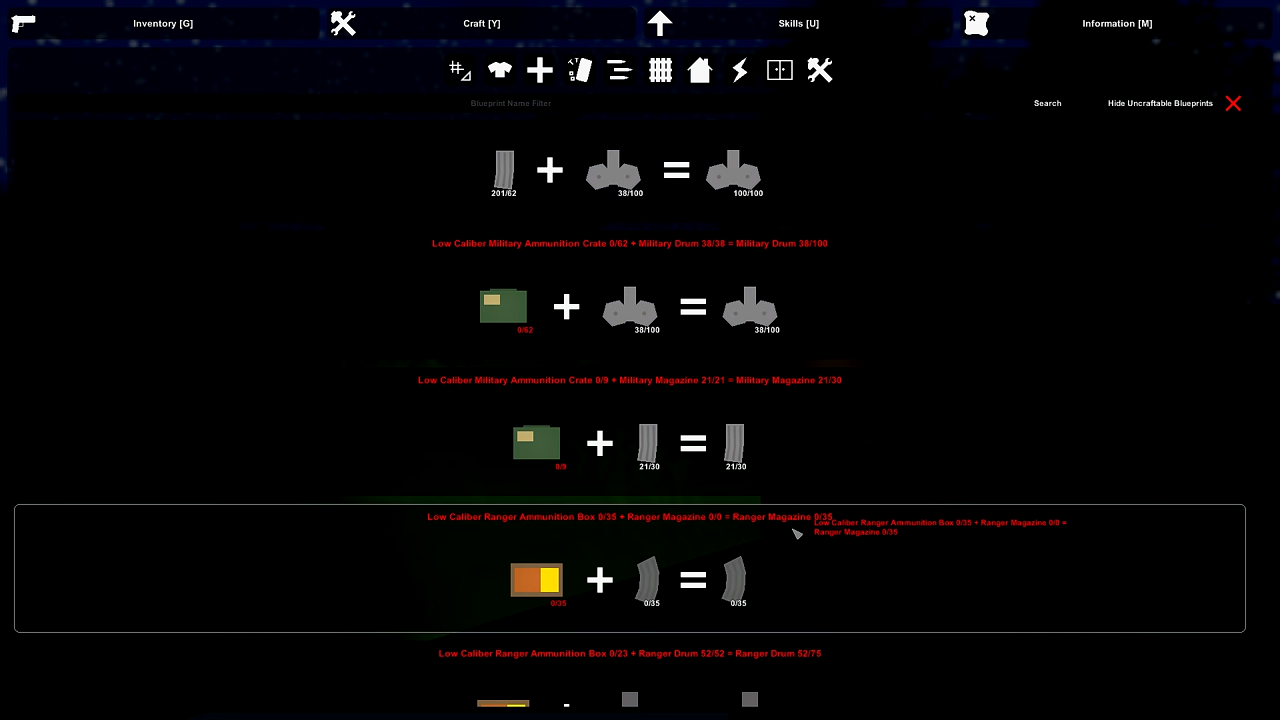 Inventory [G]
Craft [Y]
Skills [U]
Information [M]
Blueprint Name Filter
Search
Hide Uncraftable Blueprints
201/62
38/100
100/100
Low Caliber Military Ammunition Crate 0/62 + Military Drum 38/38 = Military Drum 38/100
0/62
38/100
38/100
Low Caliber Military Ammunition Crate 0/9 + Military Magazine 21/21 = Military Magazine 21/30
0/9
21/30
21/30
Low Caliber Ranger Ammunition Box 0/35 + Ranger Magazine 0/0 = Ranger Magazine 0/35
Low Caliber Ranger Ammunition Box 0/35 + Ranger Magazine 0/0 =
Ranger Magazine 0/35
0/35
0/35
0/35
Low Caliber Ranger Ammunition Box 0/23 + Ranger Drum 52/52 = Ranger Drum 52/75